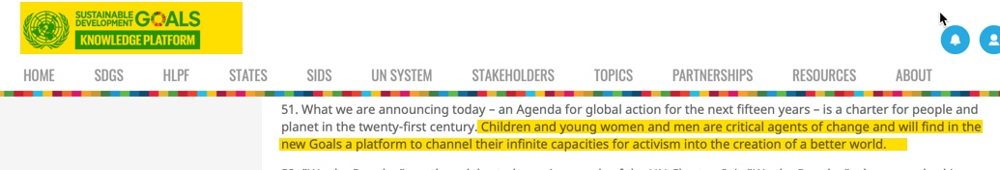 SUSTAINABLE
DEVELOPMENT GOALS
KNOWLEDGE PLATFORM
HOME SDGS HLPF STATES SIDS UN SYSTEM STAKEHOLDERS TOPICS PARTNERSHIPS RESOURCES ABOUT
51. What we are announcing today – an Agenda for global action for the next fifteen years – is a charter for people and
planet in the twenty-first century. Children and young women and men are critical agents of change and will find in the
new Goals a platform to channel their infinite capacities for activism into the creation of a better world.